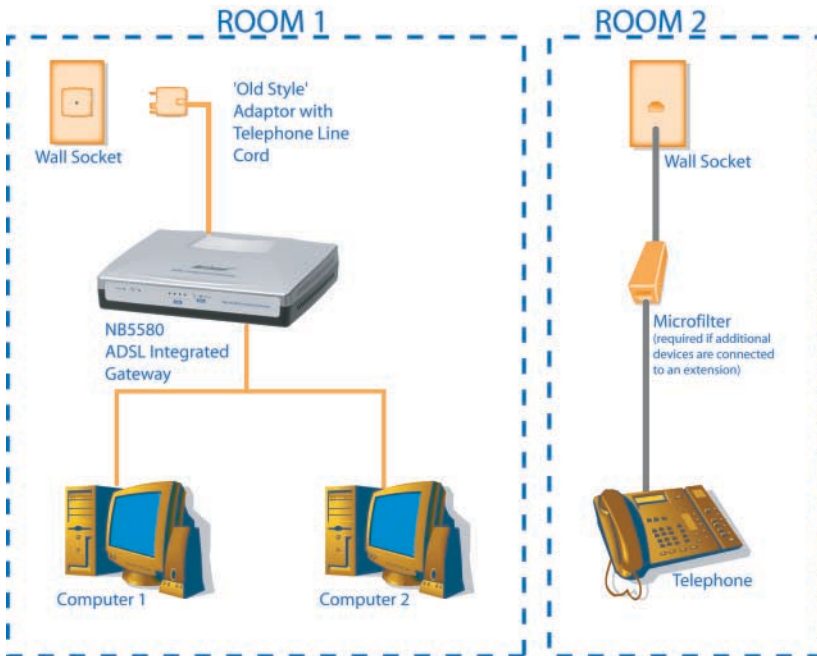 ROOM 1
ROOM 2
'Old Style'
Adaptor with
Telephone Line
Cord
Wall Socket
Wall Socket
NB5580
ADSL Integrated
Gateway
Microfilter
(required if additional
devices are connected
to an extension)
Computer 1
Computer 2
Telephone